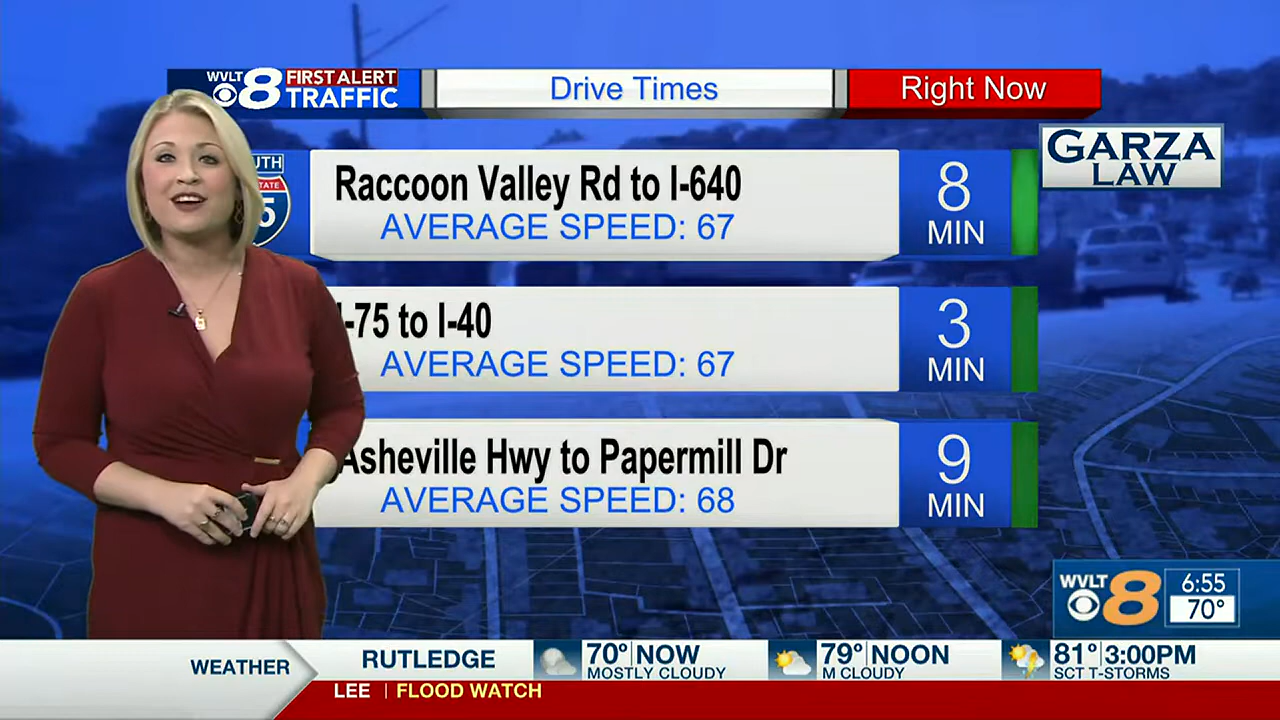 WVLT 8 FIRST ALERT TRAFFIC
Drive Times
Right Now
GARZA
LAW
Raccoon Valley Rd to I-640
AVERAGE SPEED: 67
8
MIN
-75 to I-40
AVERAGE SPEED: 67
3
MIN
Asheville Hwy to Papermill Dr
AVERAGE SPEED: 68
9
MIN
WVLT 8
6:55
70°
WEATHER
RUTLEDGE
70° NOW
MOSTLY CLOUDY
79° NOON
M CLOUDY
81° 3:00PM
SCT T-STORMS
LEE | FLOOD WATCH